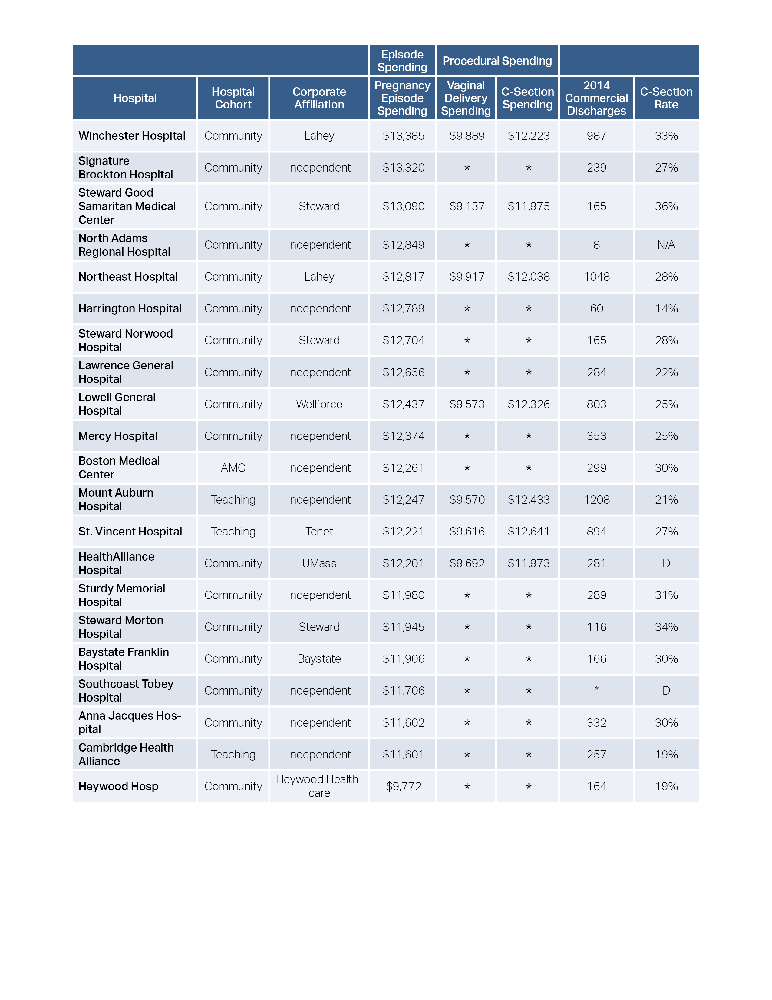 Episode
Spending
Procedural Spending
Hospital
Hospital
Cohort
Corporate
Affiliation
Pregnancy
Episode
Spending
Vaginal
Delivery
Spending
C-Section
Spending
2014
Commercial
Discharges
C-Section
Rate
Winchester Hospital Community Lahey $13,385 $9,889 $12,223 987 33%
Signature
Brockton Hospital Community Independent $13,320 * * 239 27%
Steward Good
Samaritan Medical
Center Community Steward $13,090 $9,137 $11,975 165 36%
North Adams
Regional Hospital Community Independent $12,849 * * 8 N/A
Northeast Hospital Community Lahey $12,817 $9,917 $12,038 1048 28%
Harrington Hospital Community Independent $12,789 * * 60 14%
Steward Norwood
Hospital Community Steward $12,704 * * 165 28%
Lawrence General
Hospital Community Independent $12,656 * * 284 22%
Lowell General
Hospital Community Wellforce $12,437 $9,573 $12,326 803 25%
Mercy Hospital Community Independent $12,374 * * 353 25%
Boston Medical
Center AMC Independent $12,261 * * 299 30%
Mount Auburn
Hospital Teaching Independent $12,247 $9,570 $12,433 1208 21%
St. Vincent Hospital Teaching Tenet $12,221 $9,616 $12,641 894 27%
HealthAlliance
Hospital Community UMass $12,201 $9,692 $11,973 281 D
Sturdy Memorial
Hospital Community Independent $11,980 * * 289 31%
Steward Morton
Hospital Community Steward $11,945 * * 116 34%
Baystate Franklin
Hospital Community Baystate $11,906 * * 166 30%
Southcoast Tobey
Hospital Community Independent $11,706 * * * D
Anna Jacques Hos-
pital Community Independent $11,602 * * 332 30%
Cambridge Health
Alliance Teaching Independent $11,601 * * 257 19%
Heywood Hosp Community Heywood Health-
care $9,772 * * 164 19%